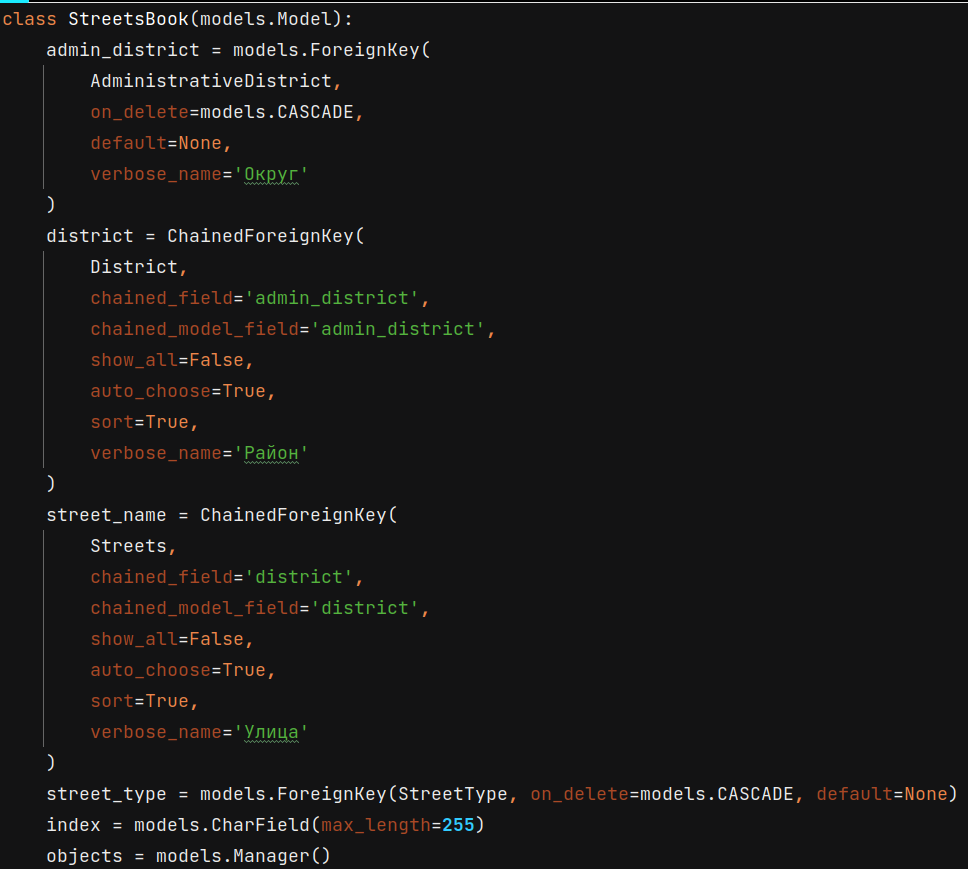 class StreetsBook(models.Model):
    admin_district = models.ForeignKey(
        AdministrativeDistrict,
        on_delete=models.CASCADE,
        default=None,
        verbose_name='Округ'
    )
    district = ChainedForeignKey(
        District,
        chained_field='admin_district',
        chained_model_field='admin_district',
        show_all=False,
        auto_choose=True,
        sort=True,
        verbose_name='Район'
    )
    street_name = ChainedForeignKey(
        Streets,
        chained_field='district',
        chained_model_field='district',
        show_all=False,
        auto_choose=True,
        sort=True,
        verbose_name='Улица'
    )
    street_type = models.ForeignKey(StreetType, on_delete=models.CASCADE, default=None)
    index = models.CharField(max_length=255)
    objects = models.Manager()